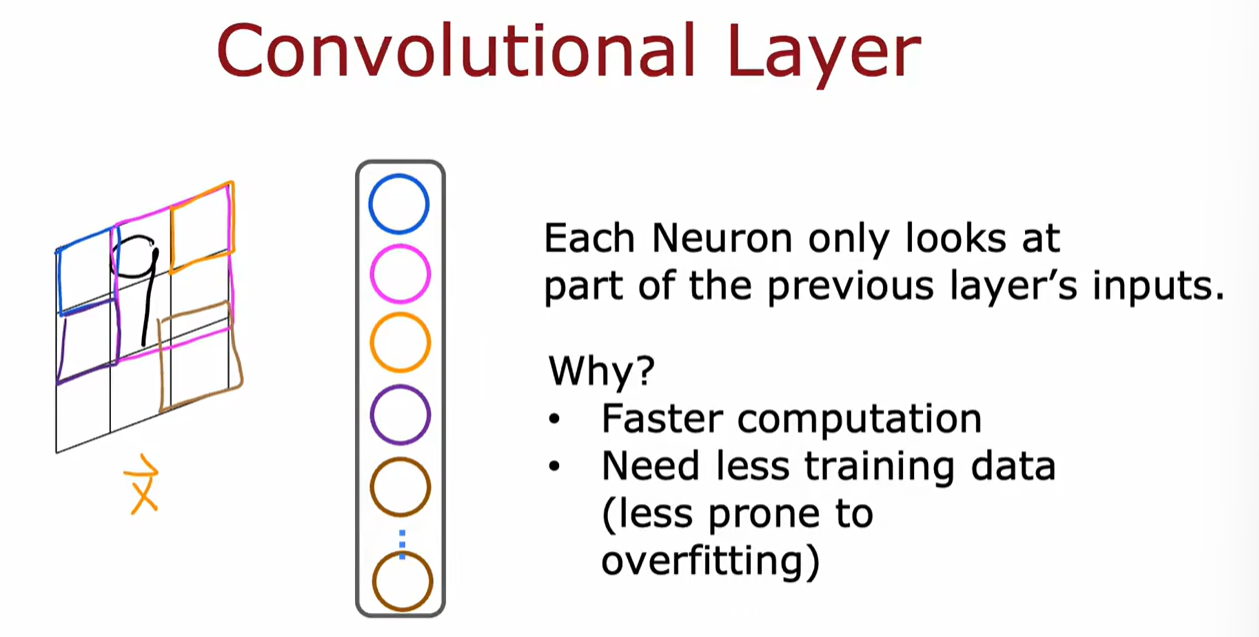 Convolutional Layer
9
Each Neuron only looks at
part of the previous layer’s inputs.
Why?
• Faster computation
• Need less training data
(less prone to
overfitting)
x⃗